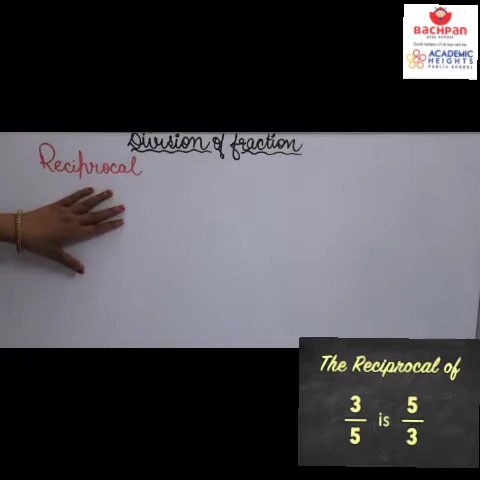 BACHPAN
ACADEMIC
HEIGHTS
PUBLIC SCHOOL
Division of fraction
Reciprocal
The Reciprocal of
3/5 is 5/3